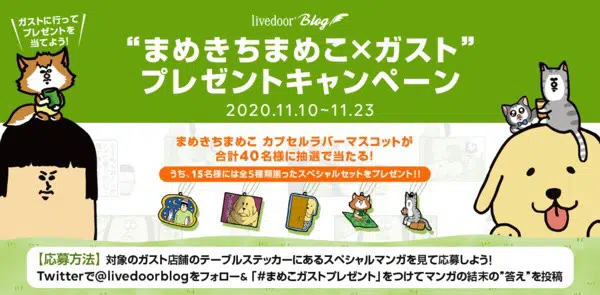 ガストに行って
プレゼントを
当てよう!
livedoor Blog
“まめきちまめこ×ガスト”
プレゼントキャンペーン
2020.11.10~11.23
まめきちまめこ カプセルラバーマスコットが
合計40名様に抽選で当たる!
うち、15名様には全5種類揃ったスペシャルセットをプレゼント!!
【応募方法】対象のガスト店舗のテーブルステッカーにあるスペシャルマンガを見て応募しよう!
Twitterで@livedoorblogをフォロー&「#まめこガストプレゼント」をつけてマンガの結末の”答え”を投稿